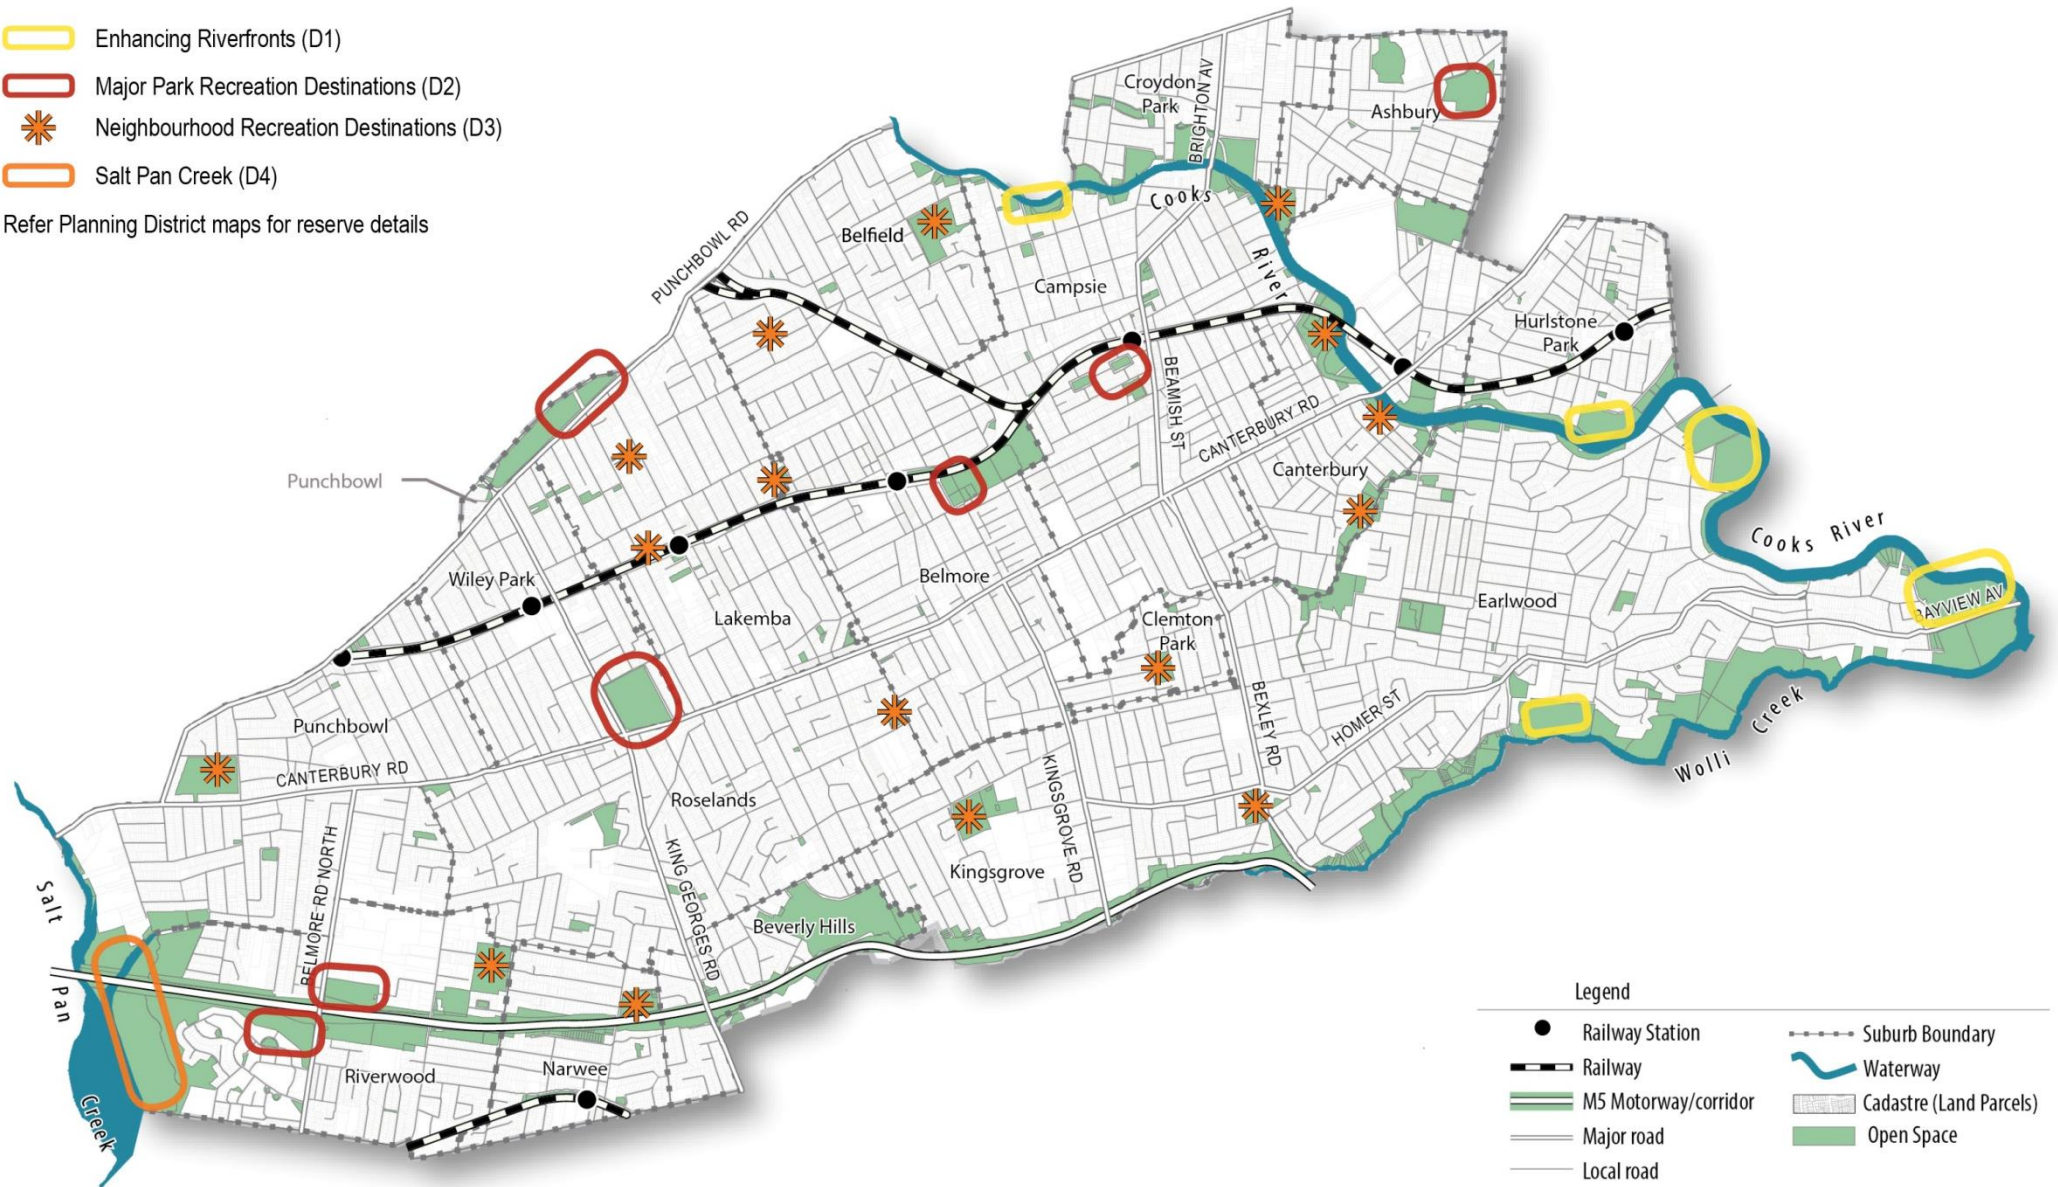 Enhancing Riverfronts (D1)
Major Park Recreation Destinations (D2)
Neighbourhood Recreation Destinations (D3)
Salt Pan Creek (D4)
Refer Planning District maps for reserve details
Croydon
Park
BRIGHTON AV
Ashbury
Cooks
River
Belfield
PUNCHBOWL RD
Campsie
Hurlstone
Park
BEAMISH ST
CANTERBURY RD
Canterbury
Punchbowl
Cooks River
Wiley Park
Belmore
Lakemba
Clemton
Park
Earlwood
BAYVIEW AV
Punchbowl
CANTERBURY RD
BEXLEY RD
HOMER ST
Wolli Creek
Roselands
KINGSGROVE RD
Kingsgrove
BELMORE RD NORTH
KING GEORGES RD
Beverly Hills
Salt
Pan
Creek
Riverwood
Narwee
Legend
Railway Station
Railway
M5 Motorway/corridor
Major road
Local road
Suburb Boundary
Waterway
Cadastre (Land Parcels)
Open Space